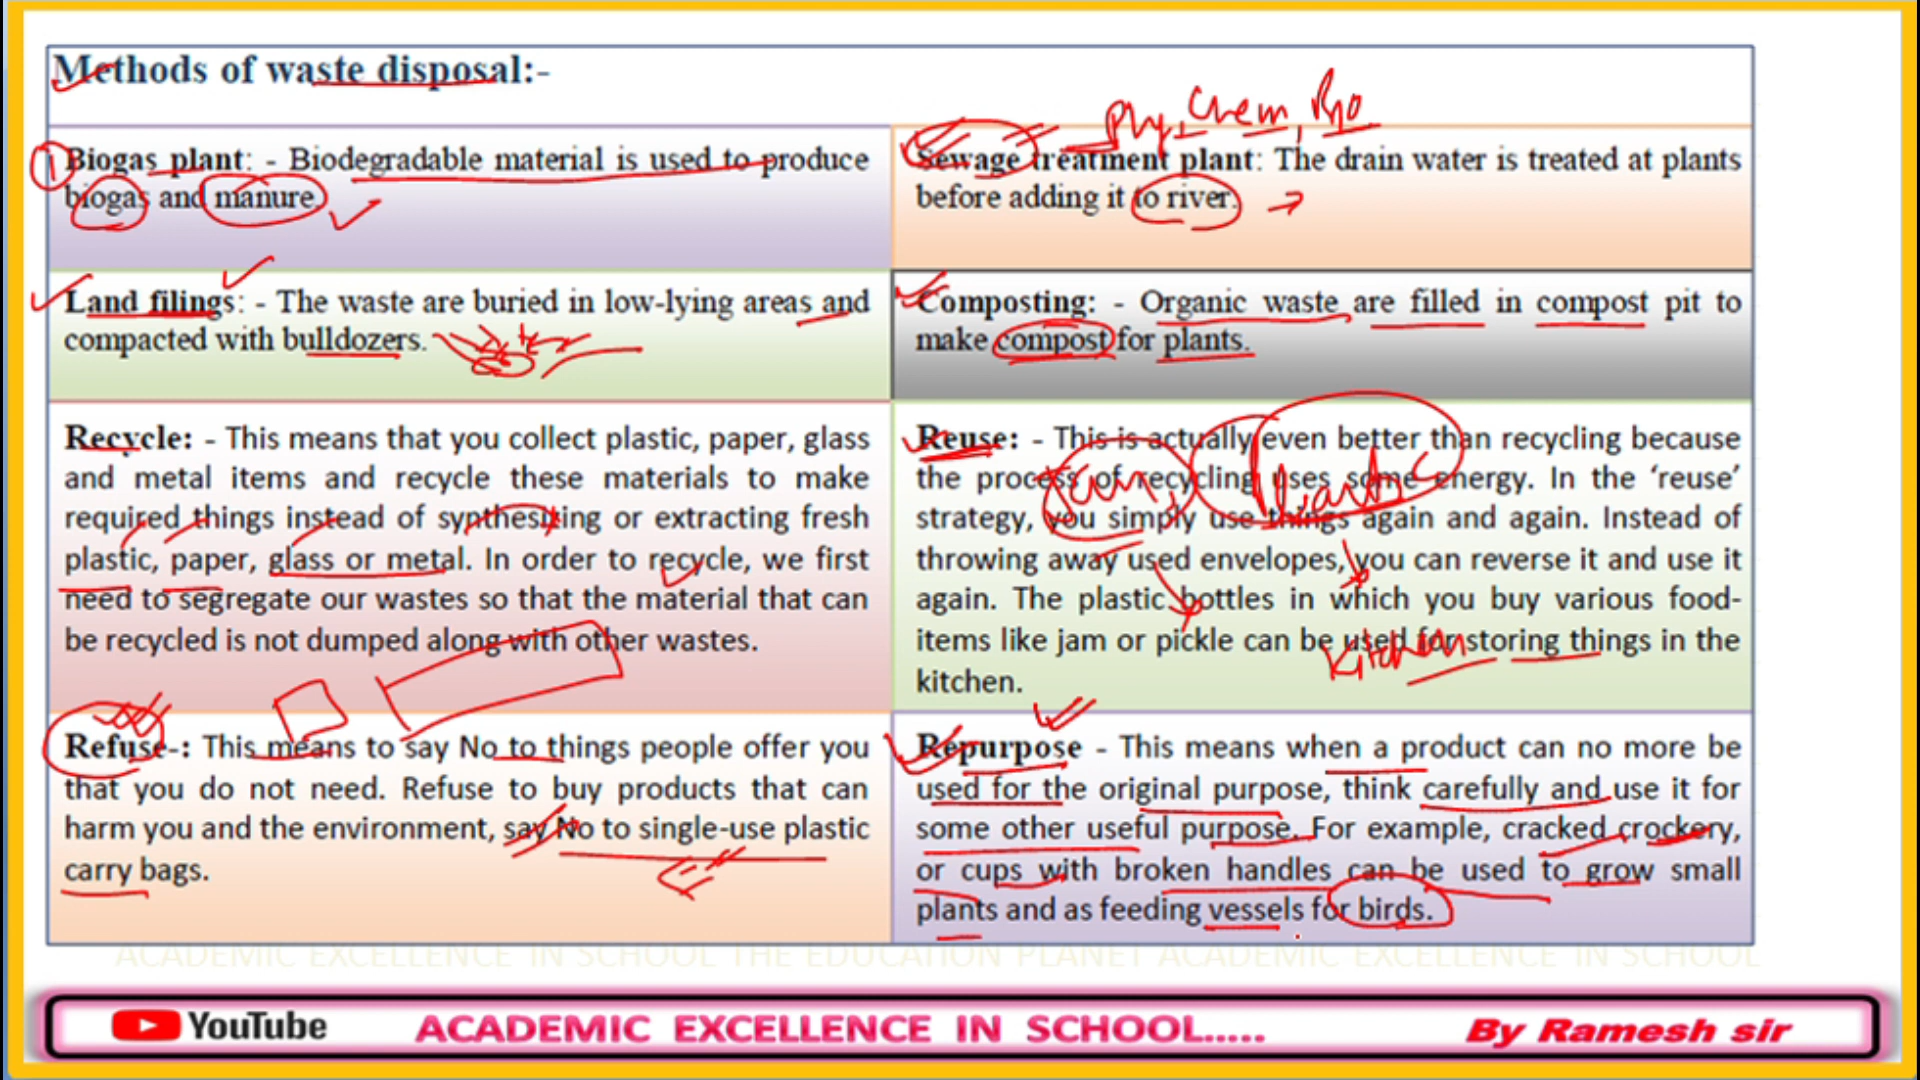 Methods of waste disposal:-
Phy, Chem, Bio
1
Biogas plant: - Biodegradable material is used to produce
biogas and manure.
Sewage treatment plant: The drain water is treated at plants
before adding it to river.
Land filings: - The waste are buried in low-lying areas and
compacted with bulldozers.
Composting: - Organic waste are filled in compost pit to
make compost for plants.
Recycle: - This means that you collect plastic, paper, glass
and metal items and recycle these materials to make
required things instead of synthesizing or extracting fresh
plastic, paper, glass or metal. In order to recycle, we first
need to segregate our wastes so that the material that can
be recycled is not dumped along with other wastes.
Reuse: - This is actually even better than recycling because
the process of recycling uses some energy. In the ‘reuse’
strategy, you simply use things again and again. Instead of
throwing away used envelopes, you can reverse it and use it
again. The plastic bottles in which you buy various food-
items like jam or pickle can be used for storing things in the
kitchen.
Kitchen
Refuse-: This means to say No to things people offer you
that you do not need. Refuse to buy products that can
harm you and the environment, say No to single-use plastic
carry bags.
Repurpose - This means when a product can no more be
used for the original purpose, think carefully and use it for
some other useful purpose. For example, cracked crockery,
or cups with broken handles can be used to grow small
plants and as feeding vessels for birds.
ACADEMIC EXCELLENCE IN SCHOOL THE EDUCATION PLANET ACADEMIC EXCELLENCE IN SCHOOL
YouTube ACADEMIC EXCELLENCE IN SCHOOL..... By Ramesh sir